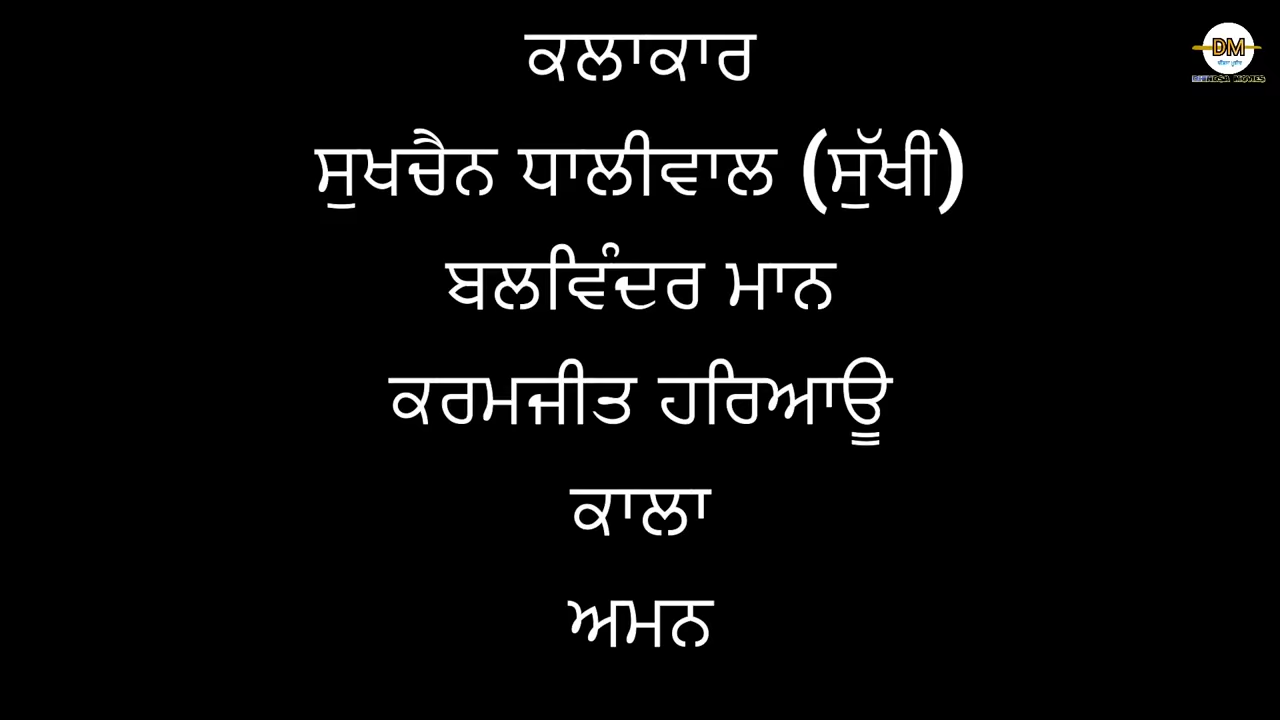 ਕਲਾਕਾਰ
ਸੁਖਚੈਨ ਧਾਲੀਵਾਲ (ਸੁੱਖੀ)
ਬਲਵਿੰਦਰ ਮਾਨ
ਕਰਮਜੀਤ ਹਰਿਆਊ
ਕਾਲਾ
ਅਮਨ
DM